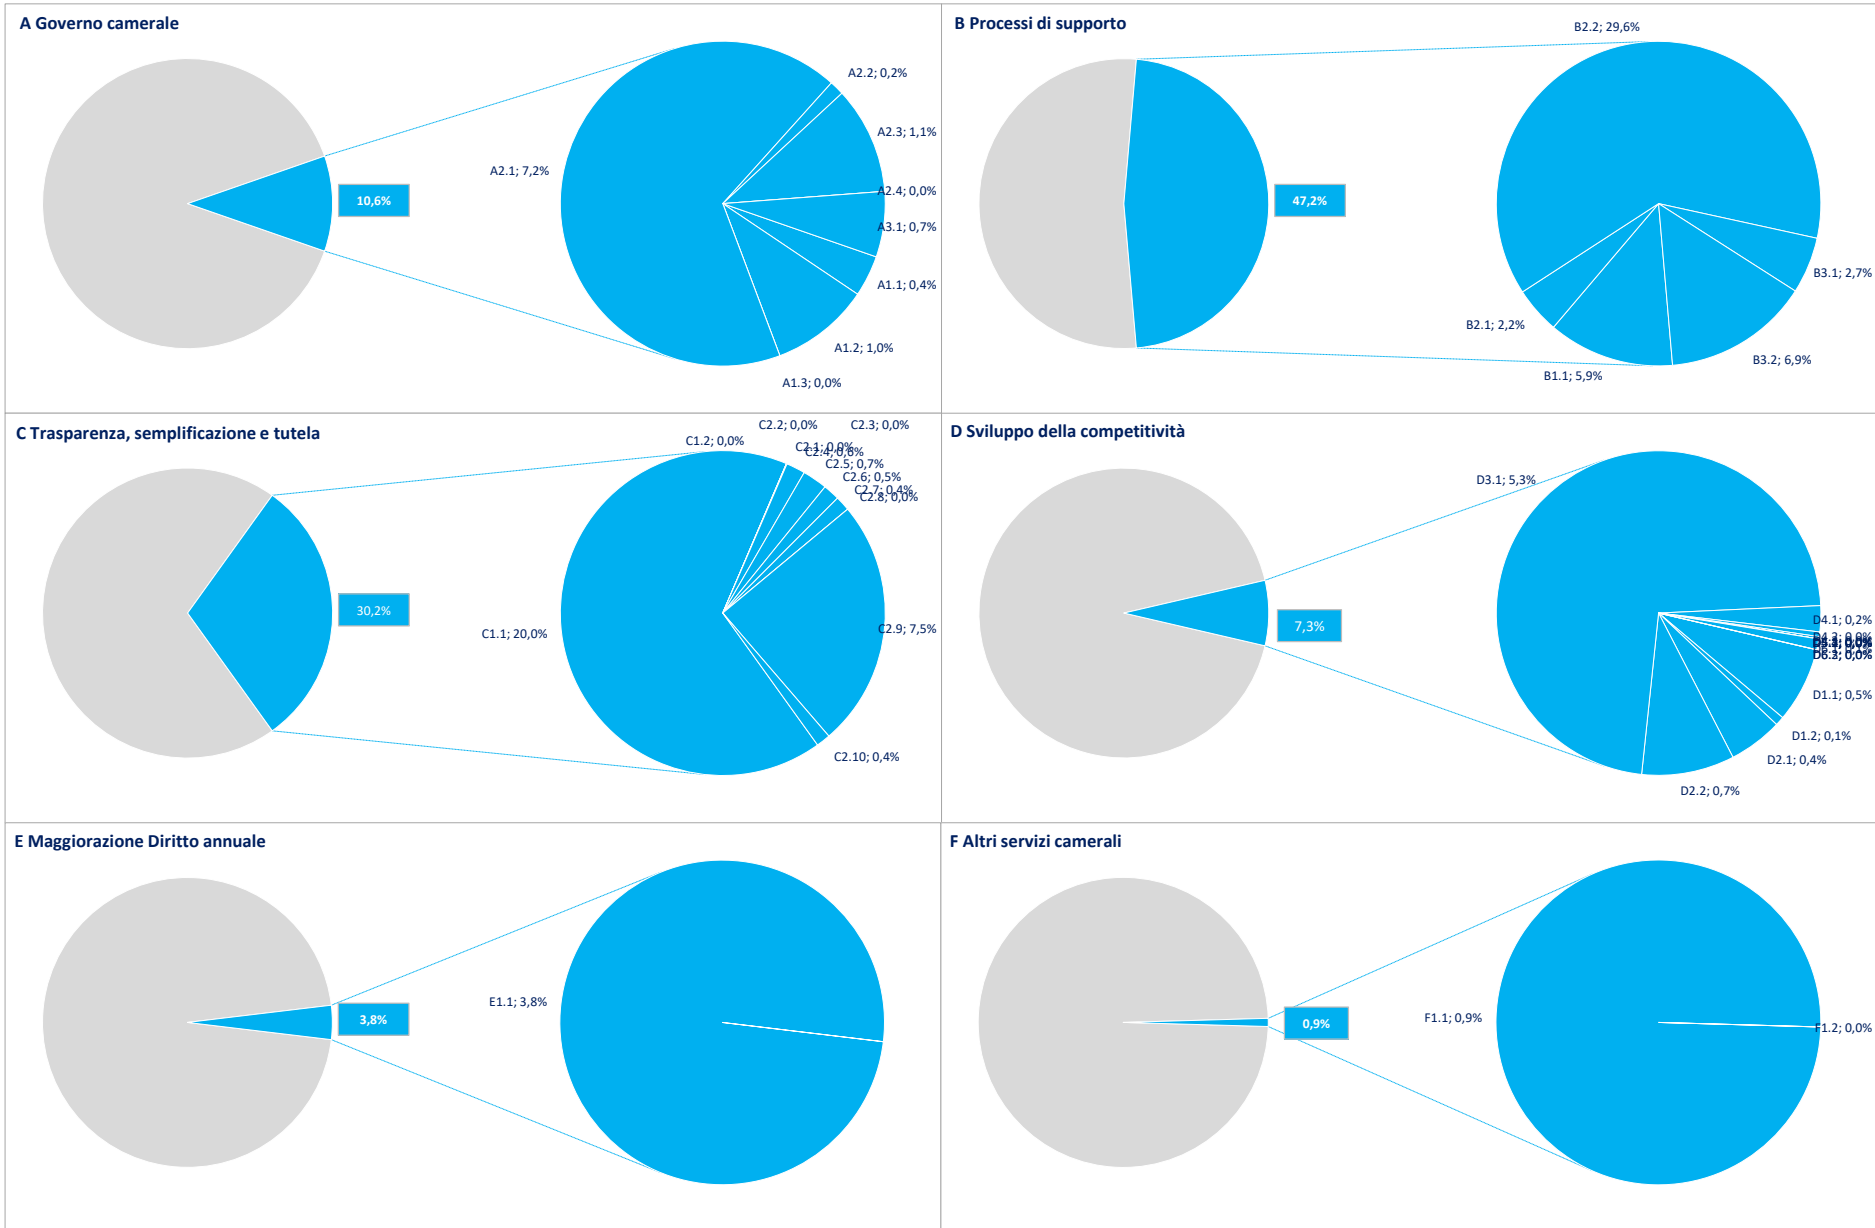 A Governo camerale
10,6%
A2.1; 7,2%
A2.2; 0,2%
A2.3; 1,1%
A2.4; 0,0%
A3.1; 0,7%
A1.1; 0,4%
A1.2; 1,0%
A1.3; 0,0%
B Processi di supporto
47,2%
B2.2; 29,6%
B3.1; 2,7%
B3.2; 6,9%
B1.1; 5,9%
B2.1; 2,2%
C Trasparenza, semplificazione e tutela
30,2%
C1.1; 20,0%
C1.2; 0,0%
C2.2; 0,0%
C2.3; 0,0%
C2.1; 0,0%
C2.4; 0,6%
C2.5; 0,7%
C2.6; 0,5%
C2.7; 0,4%
C2.8; 0,0%
C2.9; 7,5%
C2.10; 0,4%
D Sviluppo della competitività
7,3%
D3.1; 5,3%
D4.1; 0,2%
D1.1; 0,5%
D1.2; 0,1%
D2.1; 0,4%
D2.2; 0,7%
E Maggiorazione Diritto annuale
3,8%
E1.1; 3,8%
F Altri servizi camerali
0,9%
F1.1; 0,9%
F1.2; 0,0%